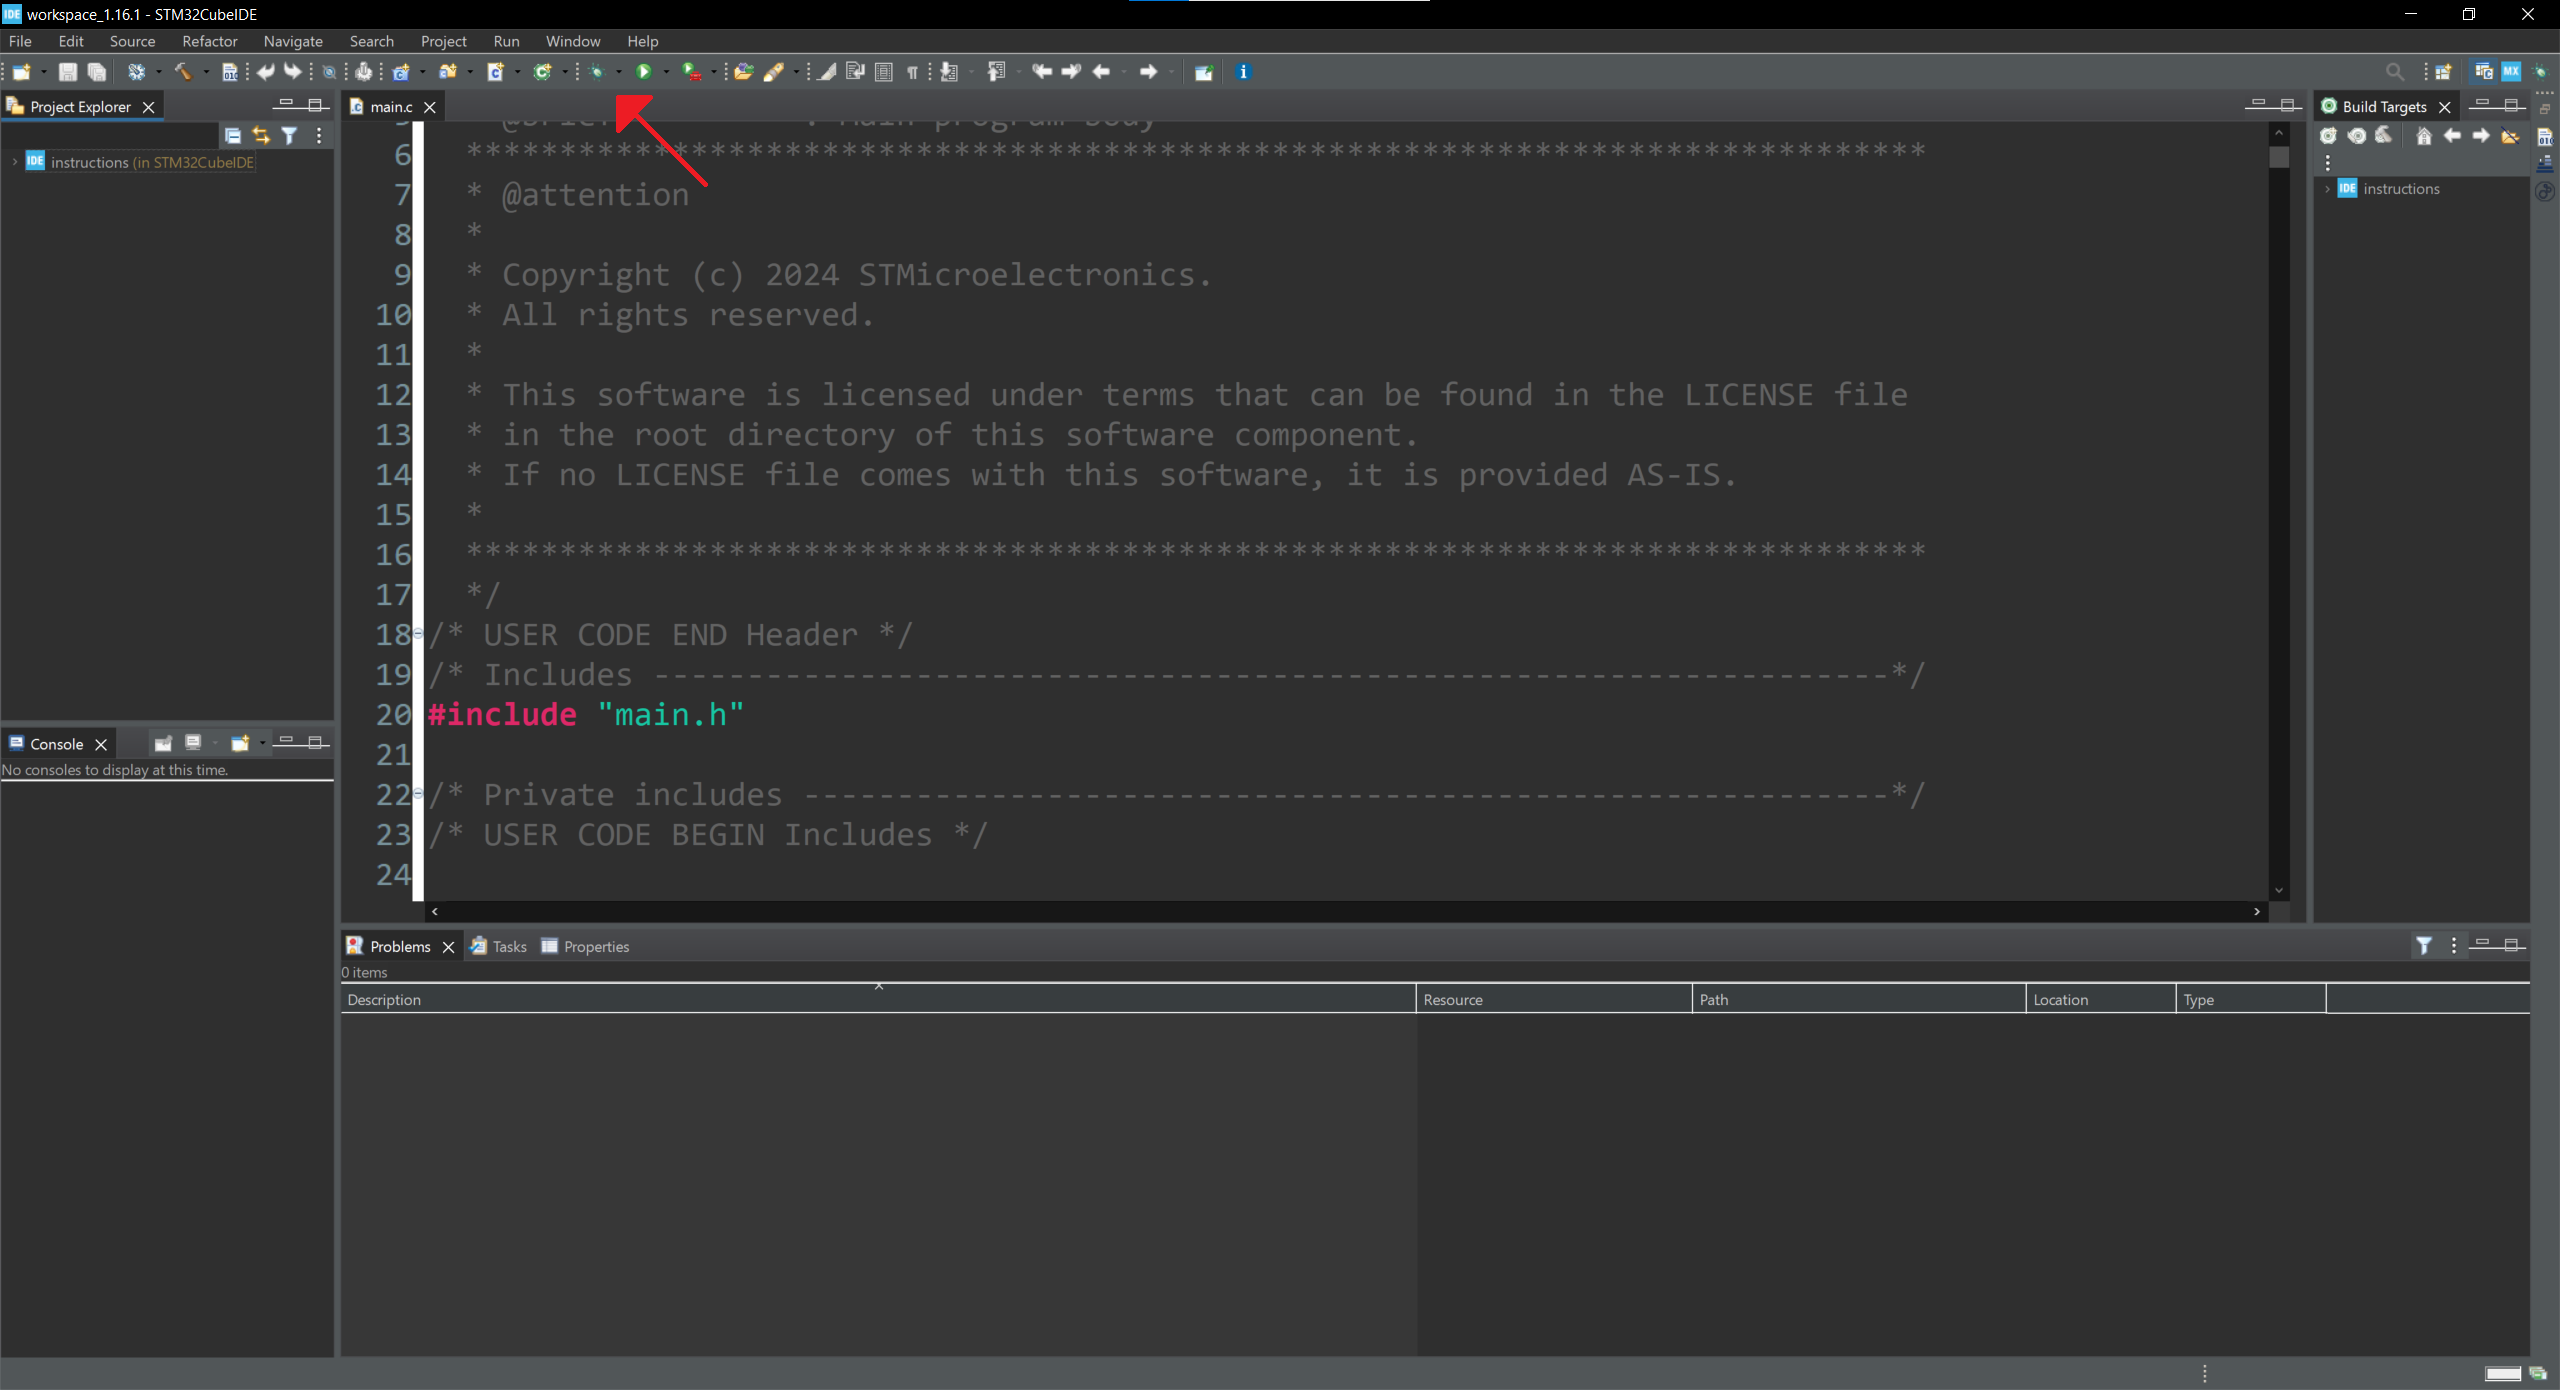 IDE workspace_1.16.1 - STM32CubeIDE
File Edit Source Refactor Navigate Search Project Run Window Help
MX
Project Explorer
IDE instructions (in STM32CubeIDE
main.c
6 ******************************************************************************
7 * @attention
8 *
9 * Copyright (c) 2024 STMicroelectronics.
10 * All rights reserved.
11 *
12 * This software is licensed under terms that can be found in the LICENSE file
13 * in the root directory of this software component.
14 * If no LICENSE file comes with this software, it is provided AS-IS.
15 *
16 ******************************************************************************
17 */
18 /* USER CODE END Header */
19 /* Includes ------------------------------------------------------------------*/
20 #include "main.h"
21
22 /* Private includes ----------------------------------------------------------*/
23 /* USER CODE BEGIN Includes */
24
Build Targets
IDE instructions
Console
No consoles to display at this time.
Problems Tasks Properties
0 items
Description Resource Path Location Type